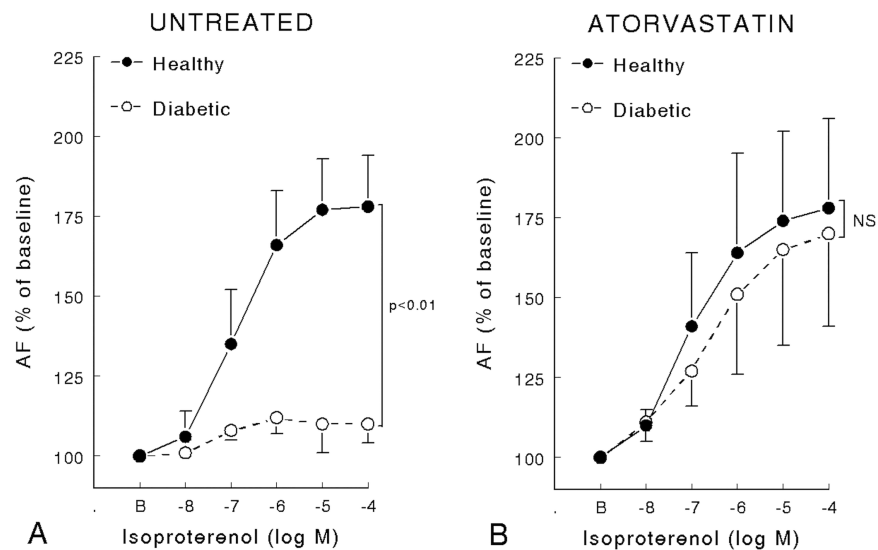 UNTREATED
225
200
175
150
125
100
AF (% of baseline)
Healthy
Diabetic
p<0.01
. B -8 -7 -6 -5 -4
A Isoproterenol (log M)
ATORVASTATIN
225
200
175
150
125
100
AF (% of baseline)
Healthy
Diabetic
NS
. B -8 -7 -6 -5 -4
B Isoproterenol (log M)